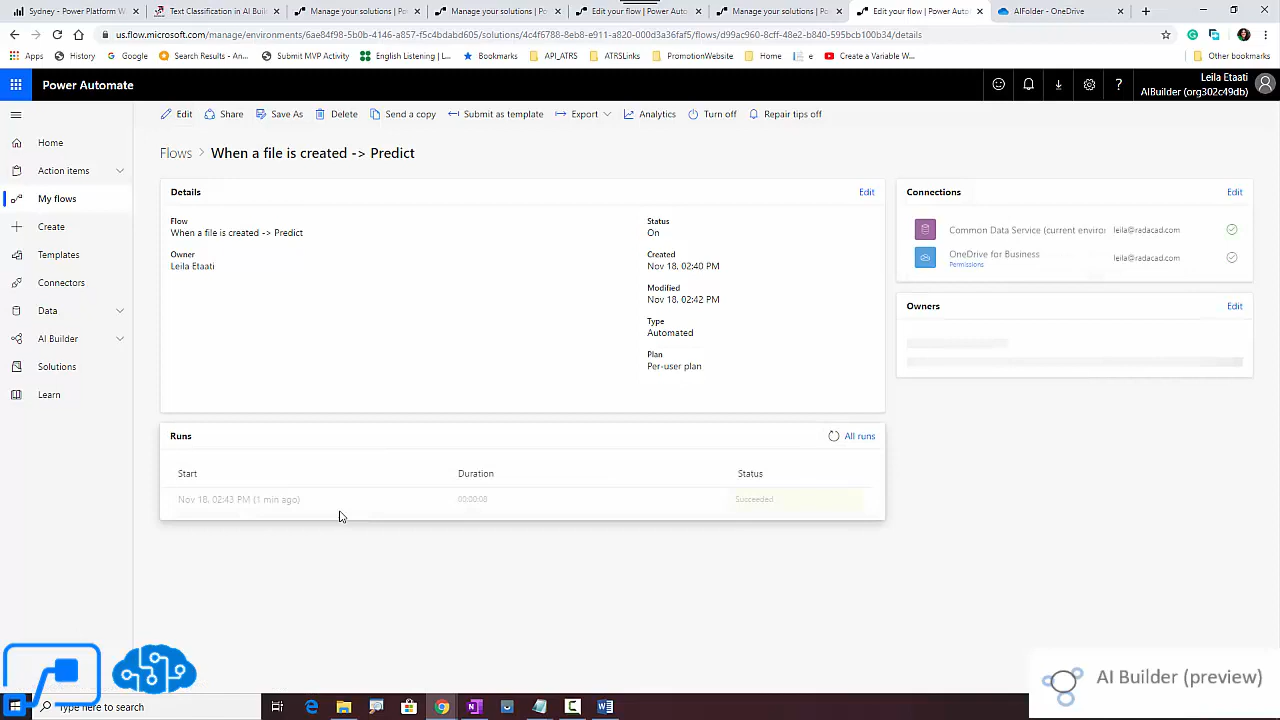 Sydney - Power Platform W
Text Classification in AI Buil
Manage your solutions | Pow
Manage your solutions | Pow
Edit your flow | Power Auto
Manage your solutions | Pow
Edit your flow | Power Auto
AIFolder - OneDrive
us.flow.microsoft.com/manage/environments/6ae84f98-5b0b-4146-a857-f5c4bdabd605/solutions/4c4f6788-8eb8-e911-a820-000d3a36faf5/flows/d99ac960-8cff-48e2-b840-595bcb100b34/details
Apps
History
Google
Search Results - An...
Submit MVP Activity
English Listening |...
Bookmarks
API_ATRS
ATRSLinks
PromotionWebsite
Home
e
Create a Variable W...
Other bookmarks
Power Automate
Leila Etaati
AIBuilder (org302c49db)
Edit
Share
Save As
Delete
Send a copy
Submit as template
Export
Analytics
Turn off
Repair tips off
Home
Action items
My flows
Create
Templates
Connectors
Data
AI Builder
Solutions
Learn
Flows > When a file is created -> Predict
Details
Edit
Flow
When a file is created -> Predict
Owner
Leila Etaati
Status
On
Created
Nov 18, 02:40 PM
Modified
Nov 18, 02:42 PM
Type
Automated
Plan
Per-user plan
Connections
Edit
Common Data Service (current enviror
leila@radacad.com
OneDrive for Business
Permissions
leila@radacad.com
Owners
Edit
Runs
All runs
Start
Duration
Status
Nov 18, 02:43 PM (1 min ago)
00:00:00
Succeeded
AI Builder (preview)
Type here to search